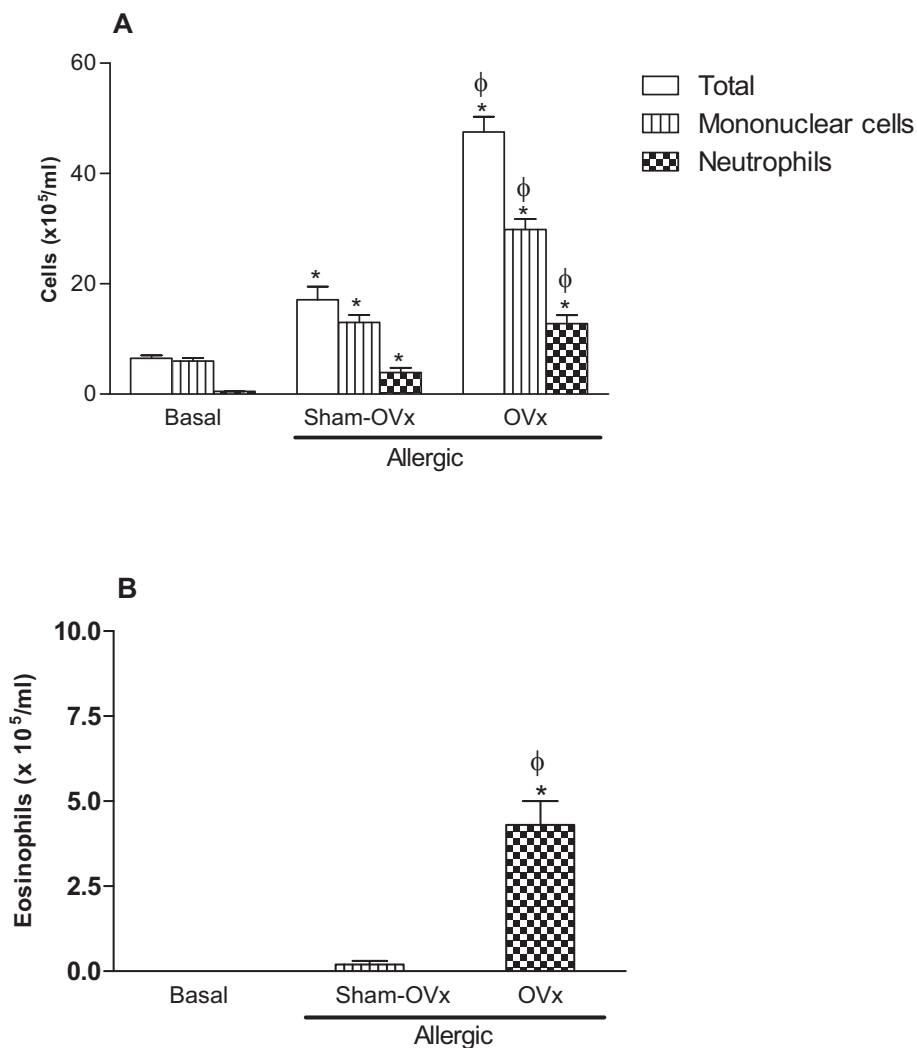 A
60
40
20
0
Cells (x10⁵/ml)
ϕ
*
ϕ
*
ϕ
*
*
*
*
Total
Mononuclear cells
Neutrophils
Basal
Sham-OVx
OVx
Allergic
B
10.0
7.5
5.0
2.5
0.0
Eosinophils (x 10⁵/ml)
ϕ
*
Basal
Sham-OVx
OVx
Allergic